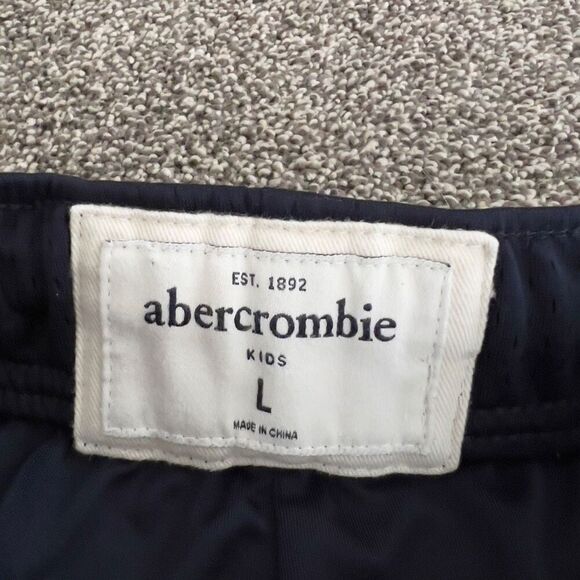 EST. 1892
abercrombie
KIDS
L
MADE IN CHINA